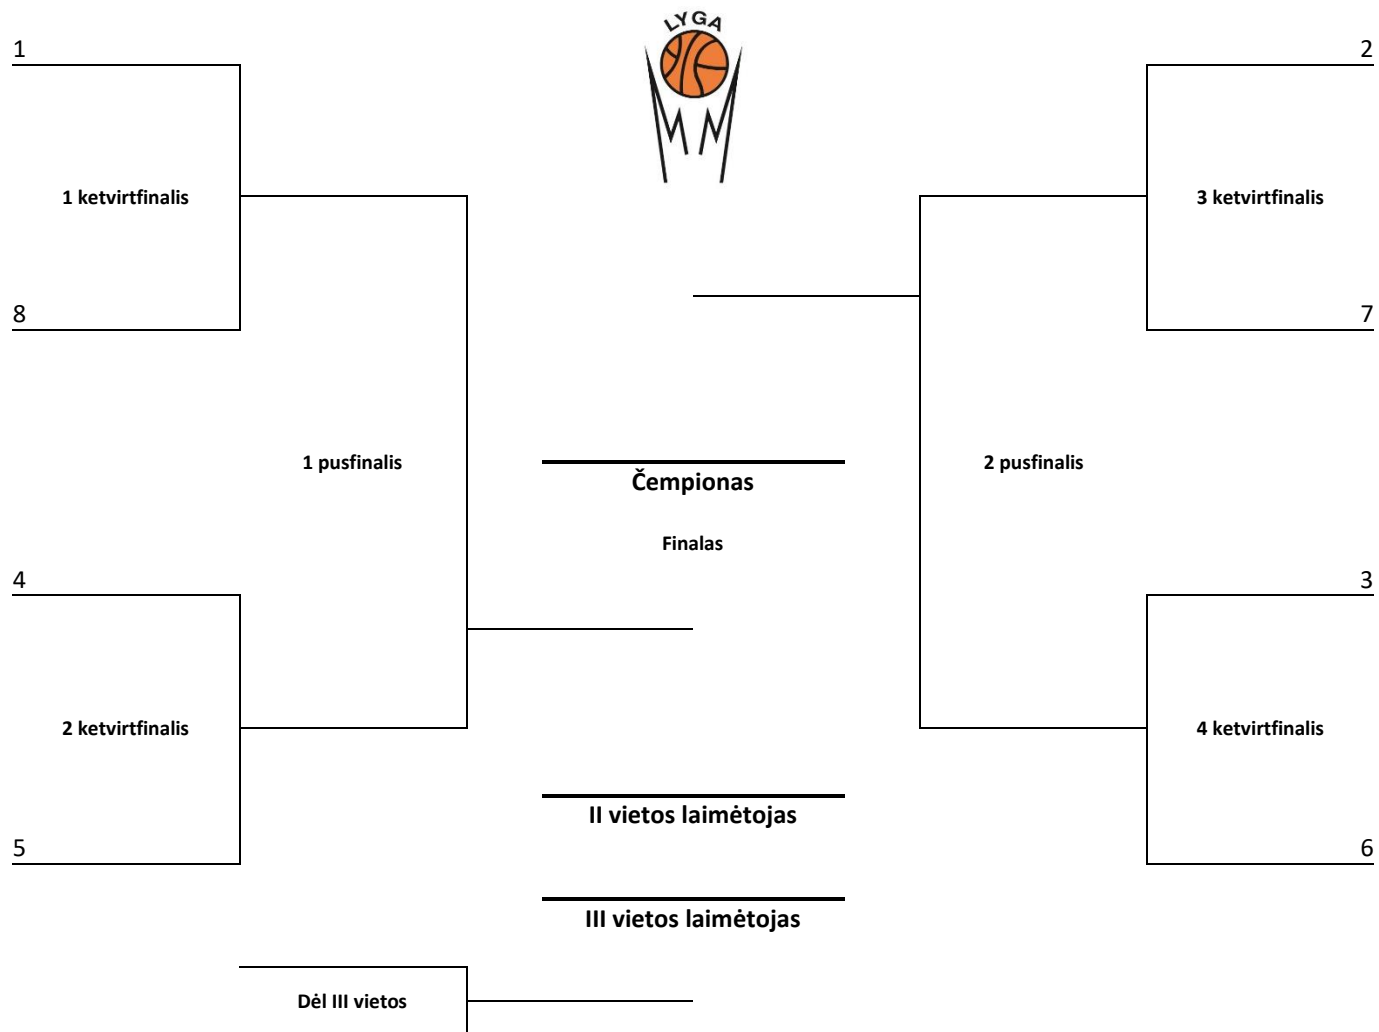 LYGA
1
2
1 ketvirtfinalis
3 ketvirtfinalis
8
7
1 pusfinalis
2 pusfinalis
Čempionas
Finalas
4
3
2 ketvirtfinalis
4 ketvirtfinalis
II vietos laimėtojas
5
6
III vietos laimėtojas
Dėl III vietos